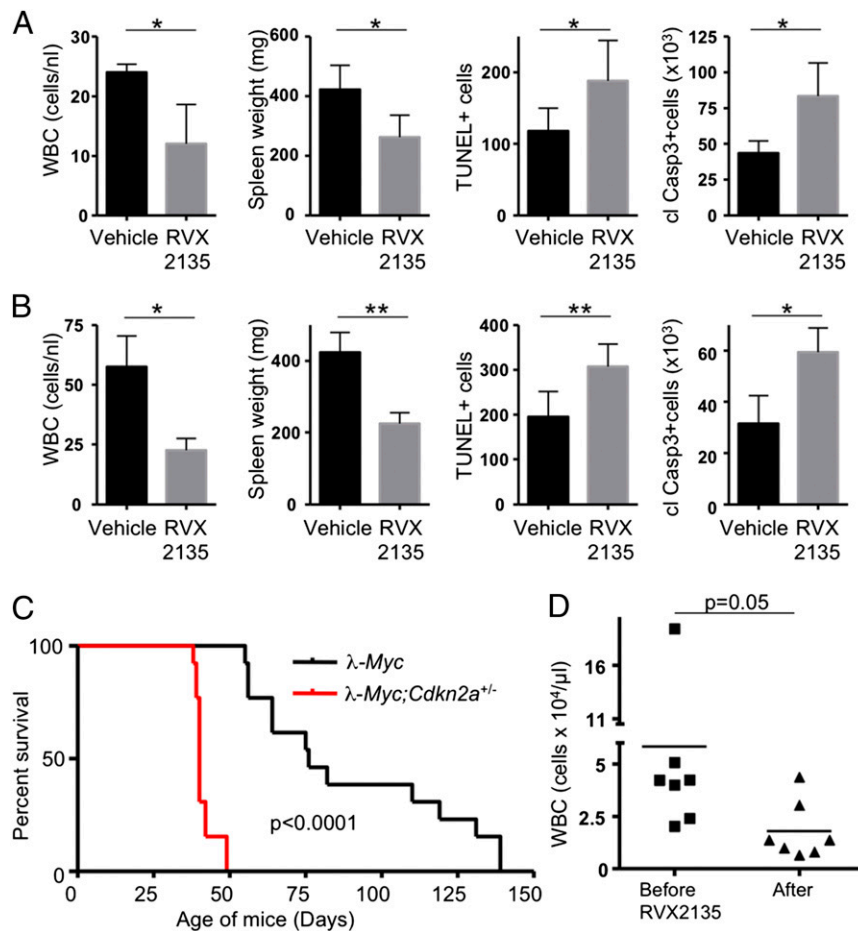 A
WBC (cells/nl)
30
20
10
0
*
Vehicle RVX
2135
Spleen weight (mg)
600
400
200
0
*
Vehicle RVX
2135
TUNEL+ cells
200
100
0
*
Vehicle RVX
2135
cl Casp3+cells (x10³)
125
100
75
50
25
0
*
Vehicle RVX
2135
B
WBC (cells/nl)
75
50
25
0
*
Vehicle RVX
2135
Spleen weight (mg)
400
200
0
**
Vehicle RVX
2135
TUNEL+ cells
400
300
200
100
0
**
Vehicle RVX
2135
cl Casp3+cells (x10³)
60
40
20
0
*
Vehicle RVX
2135
C
Percent survival
100
50
0
λ-Myc
λ-Myc;Cdkn2a+/-
p<0.0001
0 25 50 75 100 125 150
Age of mice (Days)
D
p=0.05
WBC (cells x 10⁴/µl)
16
11
5
2.5
0
Before After
RVX2135